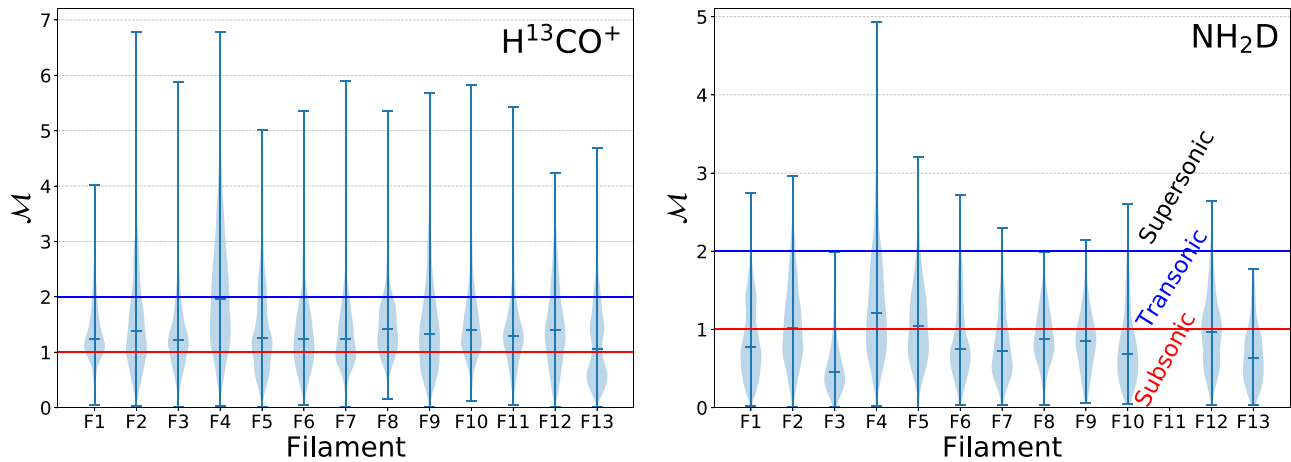 H¹³CO⁺
7
6
5
4
3
2
1
0
ℳ
F1 F2 F3 F4 F5 F6 F7 F8 F9 F10 F11 F12 F13
Filament
NH₂D
5
4
3
2
1
0
ℳ
Supersonic
Transonic
Subsonic
F1 F2 F3 F4 F5 F6 F7 F8 F9 F10 F11 F12 F13
Filament